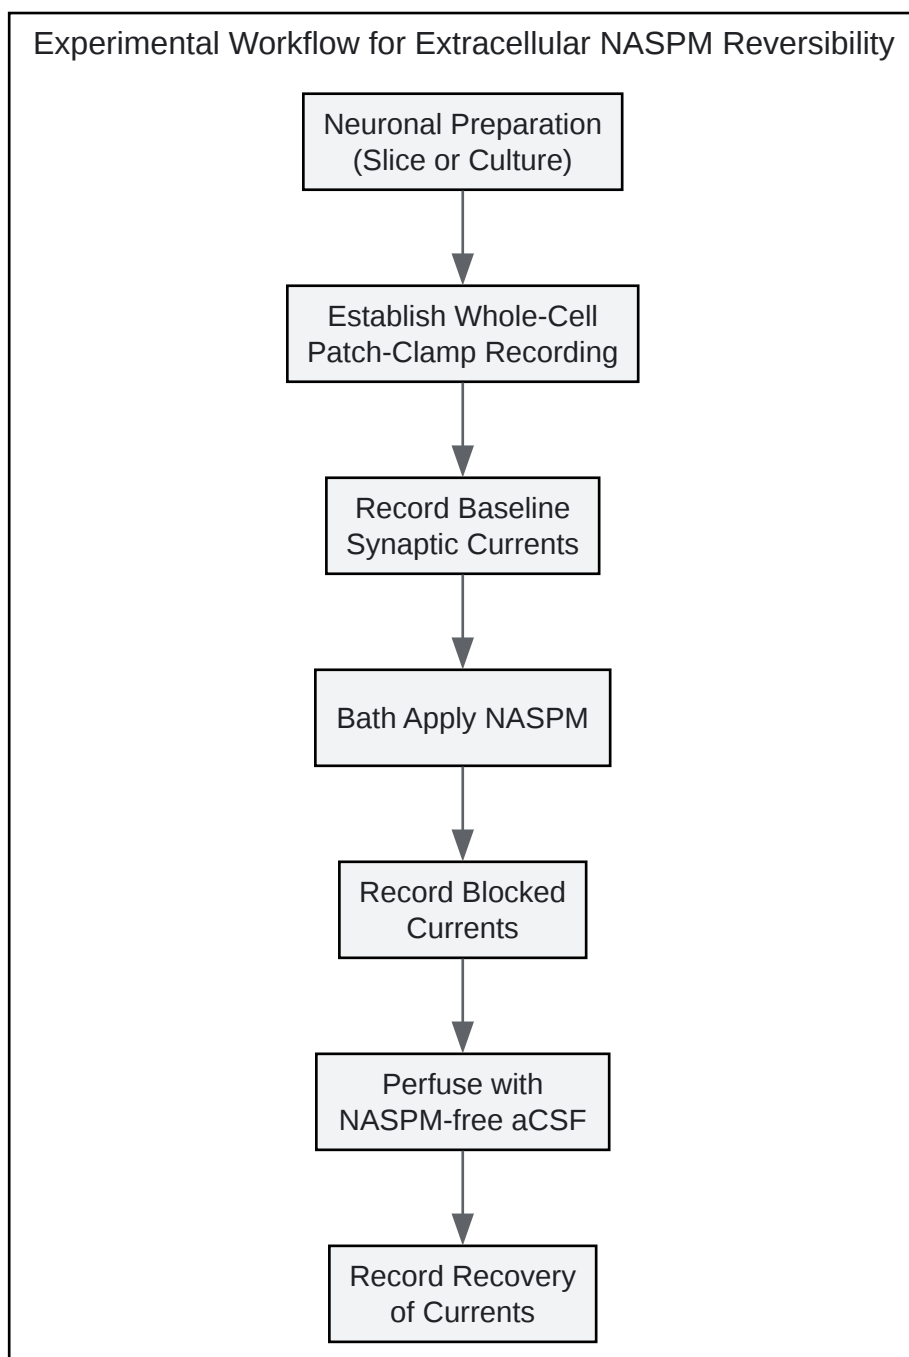 Experimental Workflow for Extracellular NASPM Reversibility
Neuronal Preparation
(Slice or Culture)
Establish Whole-Cell
Patch-Clamp Recording
Record Baseline
Synaptic Currents
Bath Apply NASPM
Record Blocked
Currents
Perfuse with
NASPM-free aCSF
Record Recovery
of Currents